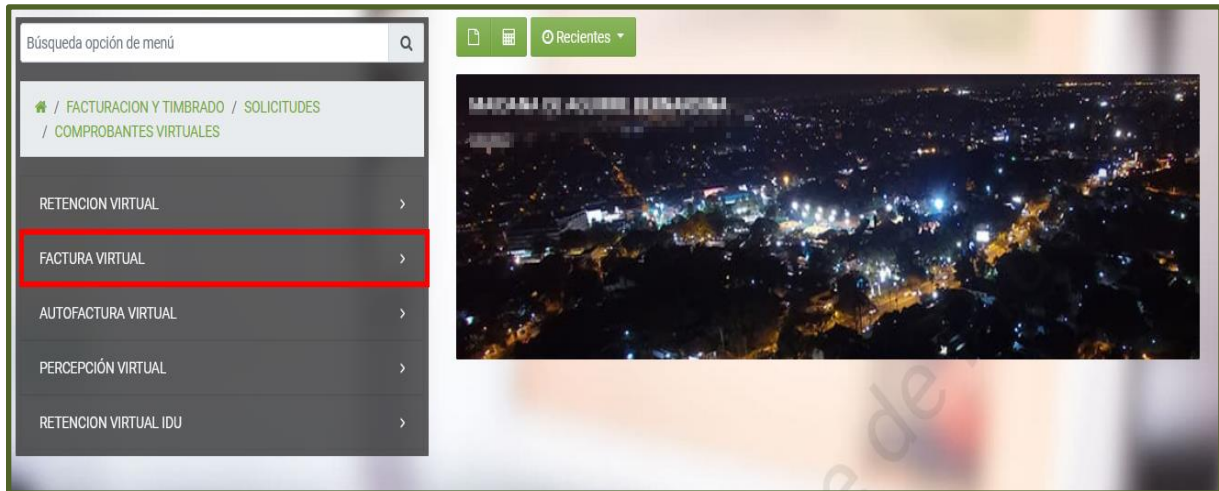 Búsqueda opción de menú
Recientes
/ FACTURACION Y TIMBRADO / SOLICITUDES
/ COMPROBANTES VIRTUALES
RETENCION VIRTUAL
FACTURA VIRTUAL
AUTOFACTURA VIRTUAL
PERCEPCIÓN VIRTUAL
RETENCION VIRTUAL IDU
de